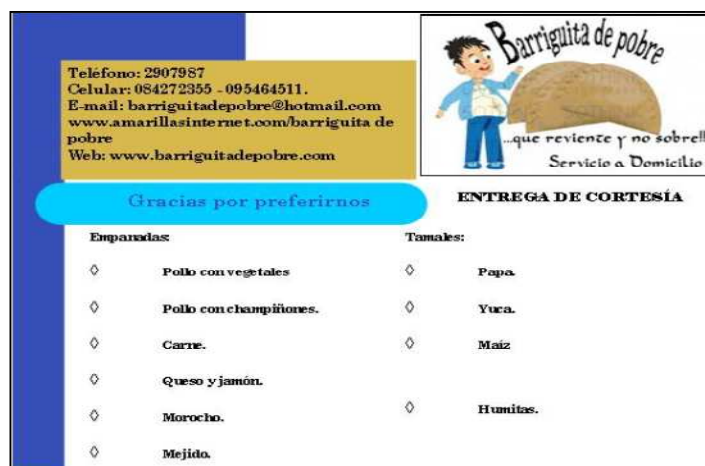 Teléfono: 2907987
Celular: 084272355 - 095464511.
E-mail: barriguitadepobre@hotmail.com
www.amarillasinternet.com/barriguita de
pobre
Web: www.barriguitadepobre.com
Barriguita de pobre
...que reviente y no sobre!!
Servicio a Domicilio
Gracias por preferirnos
ENTREGA DE CORTESÍA
Empanadas:
Pollo con vegetales
Pollo con champiñones.
Carne.
Queso y jamón.
Morocho.
Mejido.
Tamales:
Papa.
Yuca.
Maíz
Humitas.